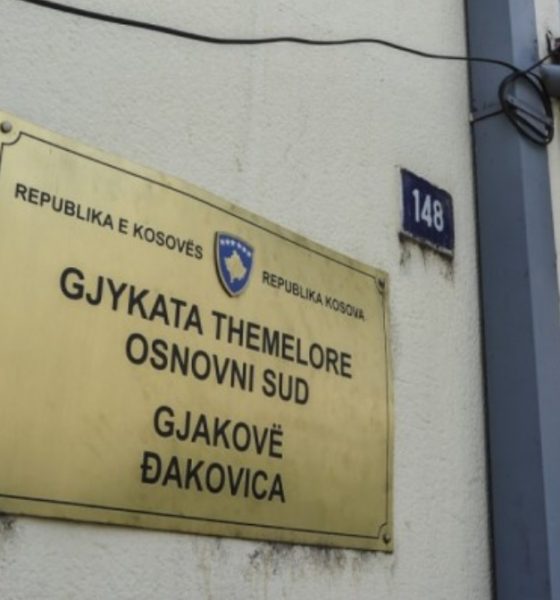 REPUBLIKA E KOSOVËS
REPUBLIKA KOSOVA
GJYKATA THEMELORE
OSNOVNI SUD
GJAKOVË
ĐAKOVICA
148